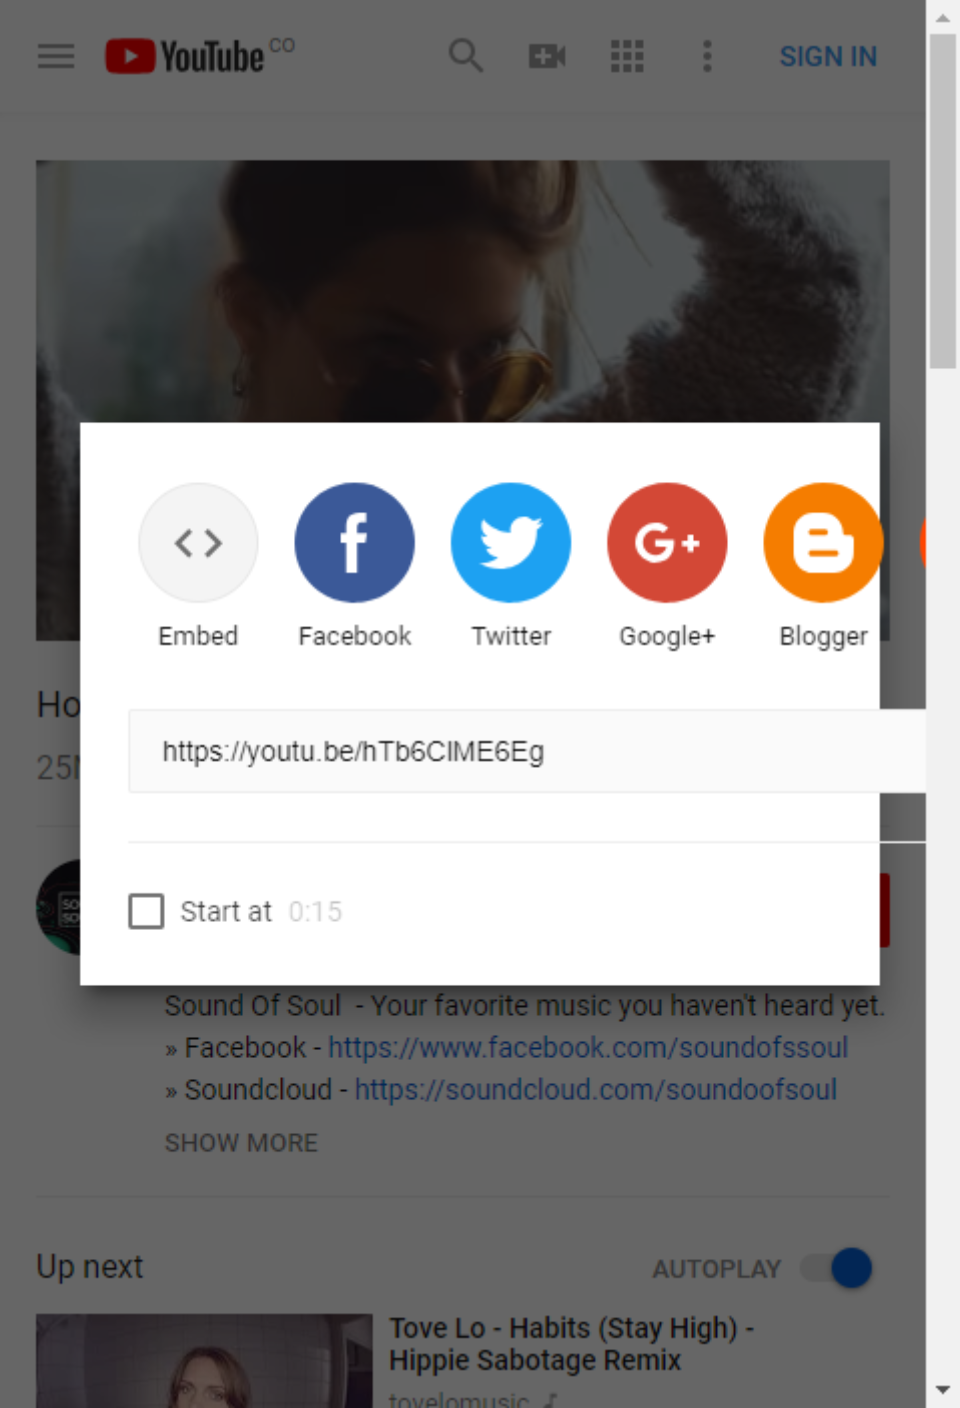 YouTube CO
SIGN IN
Embed
Facebook
Twitter
Google+
Blogger
Ho
25
https://youtu.be/hTb6ClME6Eg
Start at 0:15
Sound Of Soul - Your favorite music you haven't heard yet.
» Facebook - https://www.facebook.com/soundofssoul
» Soundcloud - https://soundcloud.com/soundoofsoul
SHOW MORE
Up next
AUTOPLAY
Tove Lo - Habits (Stay High) -
Hippie Sabotage Remix
tovelomusic